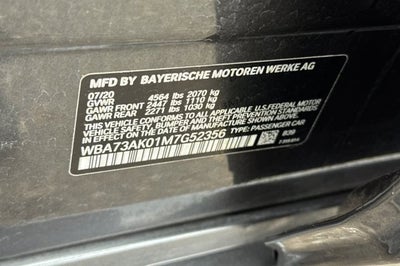 MFD BY BAYERISCHE MOTOREN WERKE AG
07/20
GVWR 4564 lbs 2070 kg
GAWR FRONT 2447 lbs 1110 kg
GAWR REAR 2271 lbs 1030 kg
THIS VEHICLE CONFORMS TO ALL APPLICABLE U.S. FEDERAL MOTOR
VEHICLE SAFETY, BUMPER, AND THEFT PREVENTION STANDARDS
IN EFFECT ON THE DATE OF MANUFACTURE SHOWN ABOVE.
WBA73AK01M7G52356 TYPE: PASSENGER CAR
B39